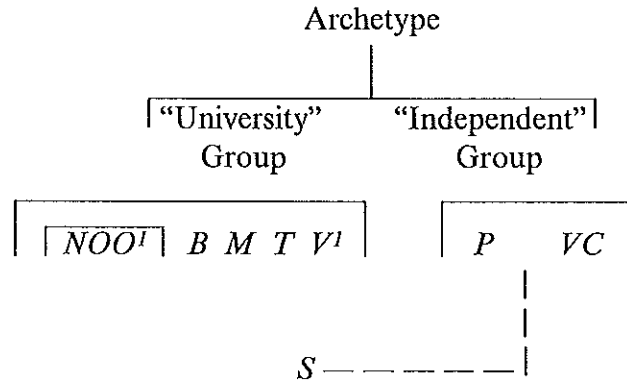 Archetype
“University” “Independent”
Group Group
NOO¹ B M T V¹ P VC
S